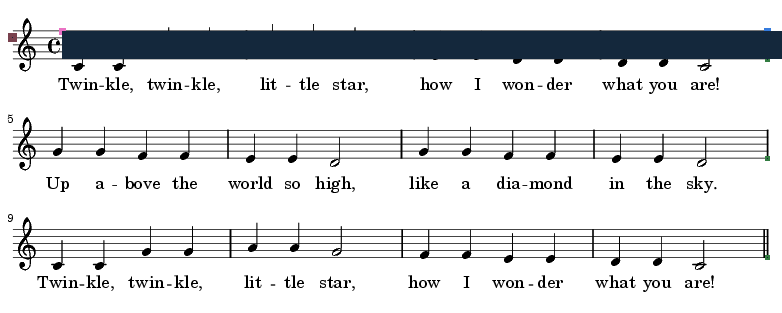 Twin-kle, twin-kle, lit - tle star, how I won-der what you are!
5
Up a - bove the world so high, like a dia-mond in the sky.
9
Twin-kle, twin-kle, lit - tle star, how I won-der what you are!